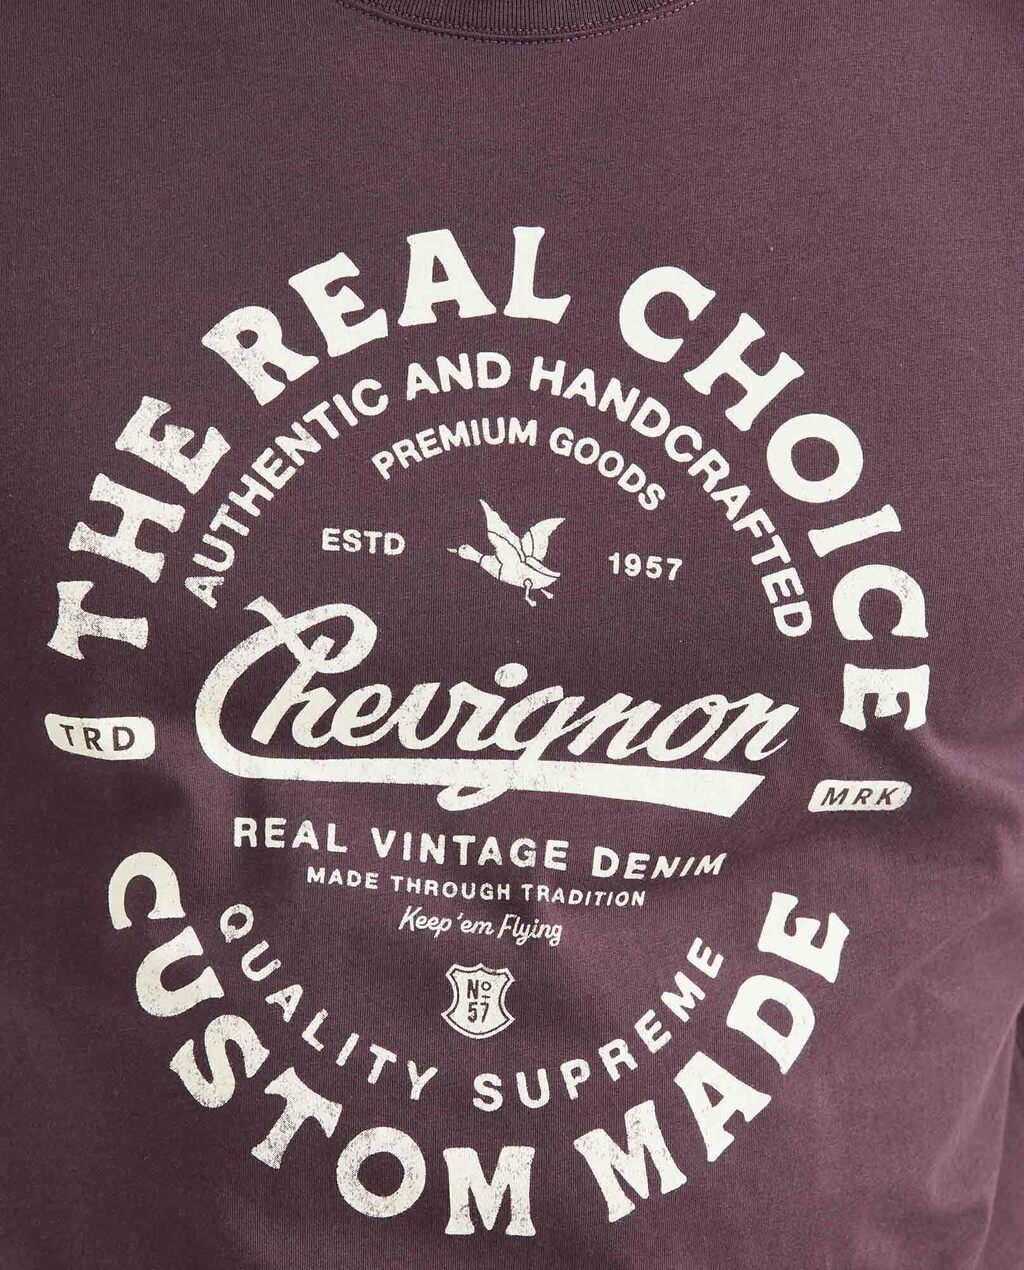 THE REAL CHOICE
AUTHENTIC AND HANDCRAFTED
PREMIUM GOODS
ESTD 1957
Chevignon
TRD MRK
REAL VINTAGE DENIM
MADE THROUGH TRADITION
Keep 'em Flying
Nº
57
QUALITY SUPREME
CUSTOM MADE